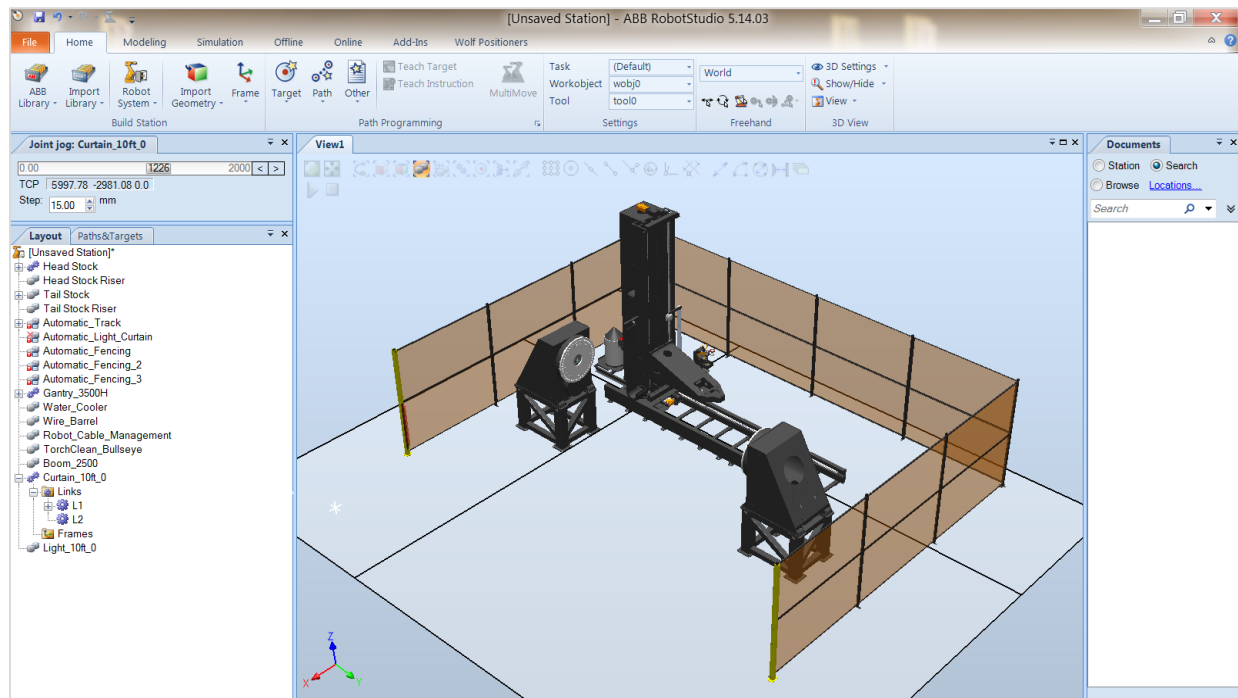 [Unsaved Station] - ABB RobotStudio 5.14.03
File Home Modeling Simulation Offline Online Add-Ins Wolf Positioners
ABB Library
Import Library
Robot System
Import Geometry
Frame
Build Station
Target
Path
Other
Teach Target
Teach Instruction
MultiMove
Path Programming
Task (Default)
Workobject wobj0
Tool tool0
Settings
World
Freehand
3D Settings
Show/Hide
View
3D View
Joint jog: Curtain_10ft_0
0.00 1226 2000 < >
TCP 5997.78 -2981.08 0.0
Step: 15.00 mm
Layout Paths&Targets
[Unsaved Station]*
Head Stock
Head Stock Riser
Tail Stock
Tail Stock Riser
Automatic_Track
Automatic_Light_Curtain
Automatic_Fencing
Automatic_Fencing_2
Automatic_Fencing_3
Gantry_3500H
Water_Cooler
Wire_Barrel
Robot_Cable_Management
TorchClean_Bullseye
Boom_2500
Curtain_10ft_0
Links
L1
L2
Frames
Light_10ft_0
View1
Z
X
Y
Documents
Station Search
Browse Locations...
Search